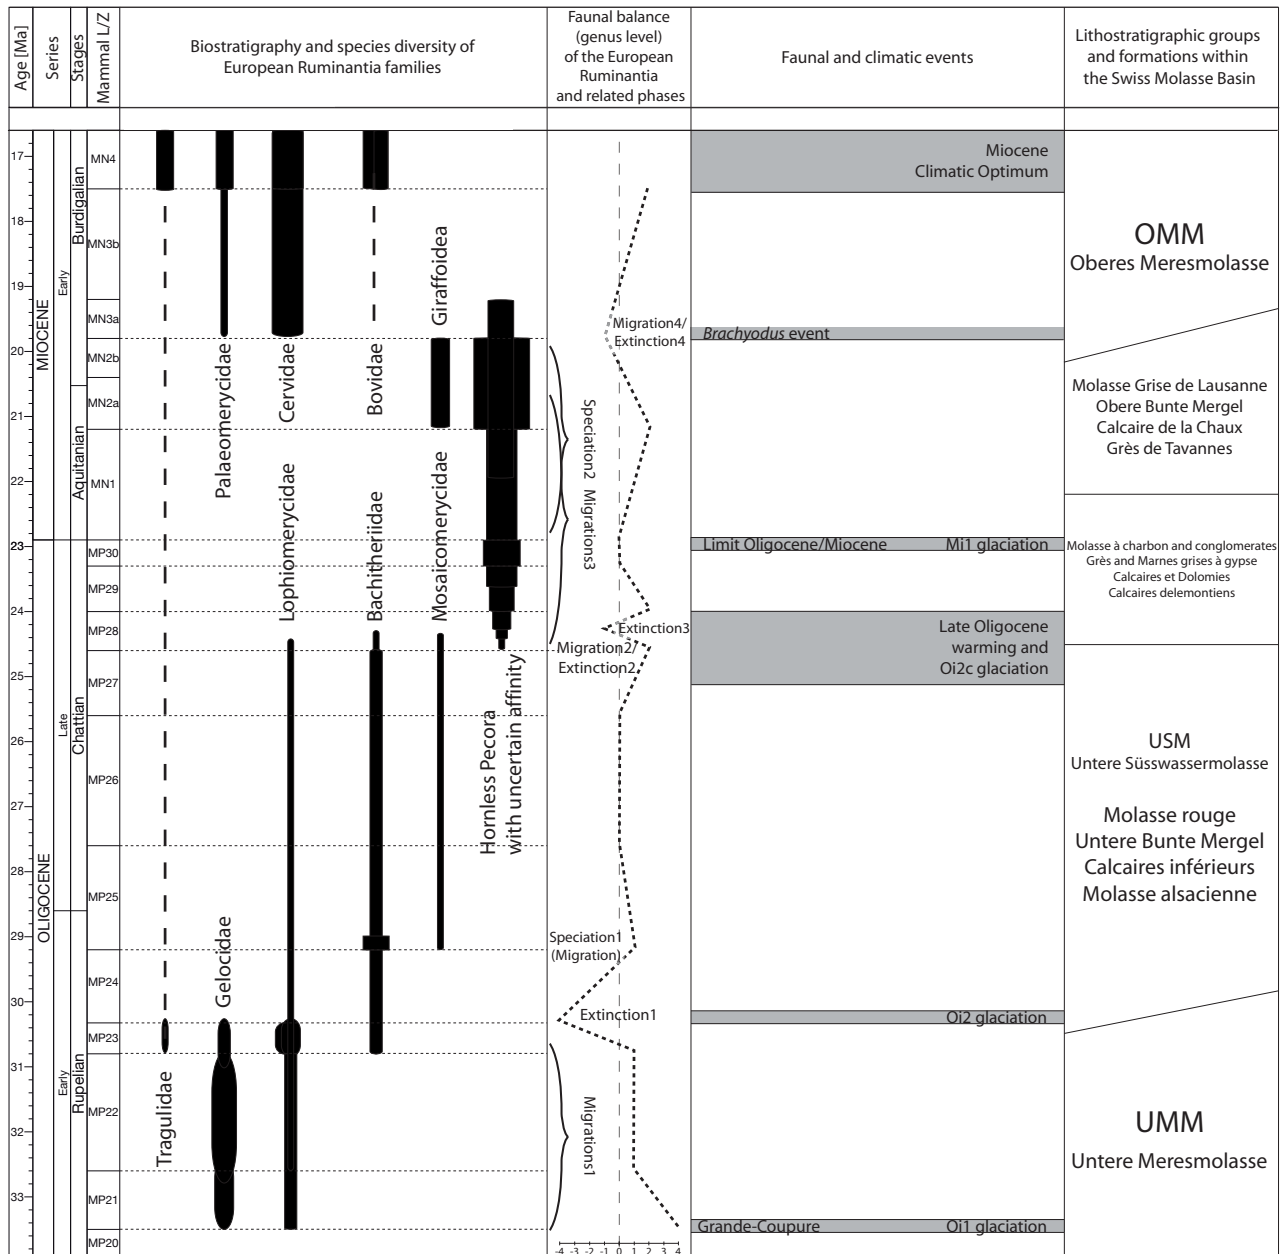 Age [Ma]
Series
Stages
Mammal L/Z
Biostratigraphy and species diversity of
European Ruminantia families
Faunal balance
(genus level)
of the European
Ruminantia
and related phases
Faunal and climatic events
Lithostratigraphic groups
and formations within
the Swiss Molasse Basin
17
18
19
20
21
22
23
24
25
26
27
28
29
30
31
32
33
MIOCENE
OLIGOCENE
Early
Late
Early
Burdigalian
Aquitanian
Chattian
Rupelian
MN4
MN3b
MN3a
MN2b
MN2a
MN1
MP30
MP29
MP28
MP27
MP26
MP25
MP24
MP23
MP22
MP21
MP20
Tragulidae
Gelocidae
Palaeomerycidae
Lophiomerycidae
Cervidae
Bachitheriidae
Bovidae
Mosaicomerycidae
Giraffoidea
Hornless Pecora
with uncertain affinity
Migration4/
Extinction4
Speciation2
Migrations3
Extinction3
Migration2/
Extinction2
Speciation1
(Migration)
Extinction1
Migrations1
-4 -3 -2 -1 0 1 2 3 4
Miocene
Climatic Optimum
Brachyodus event
Limit Oligocene/Miocene Mi1 glaciation
Late Oligocene
warming and
Oi2c glaciation
Oi2 glaciation
Grande-Coupure Oi1 glaciation
OMM
Oberes Meresmolasse
Molasse Grise de Lausanne
Obere Bunte Mergel
Calcaire de la Chaux
Grès de Tavannes
Molasse à charbon and conglomerates
Grès and Marnes grises à gypse
Calcaires et Dolomies
Calcaires delemontiens
USM
Untere Süsswassermolasse
Molasse rouge
Untere Bunte Mergel
Calcaires inférieurs
Molasse alsacienne
UMM
Untere Meresmolasse